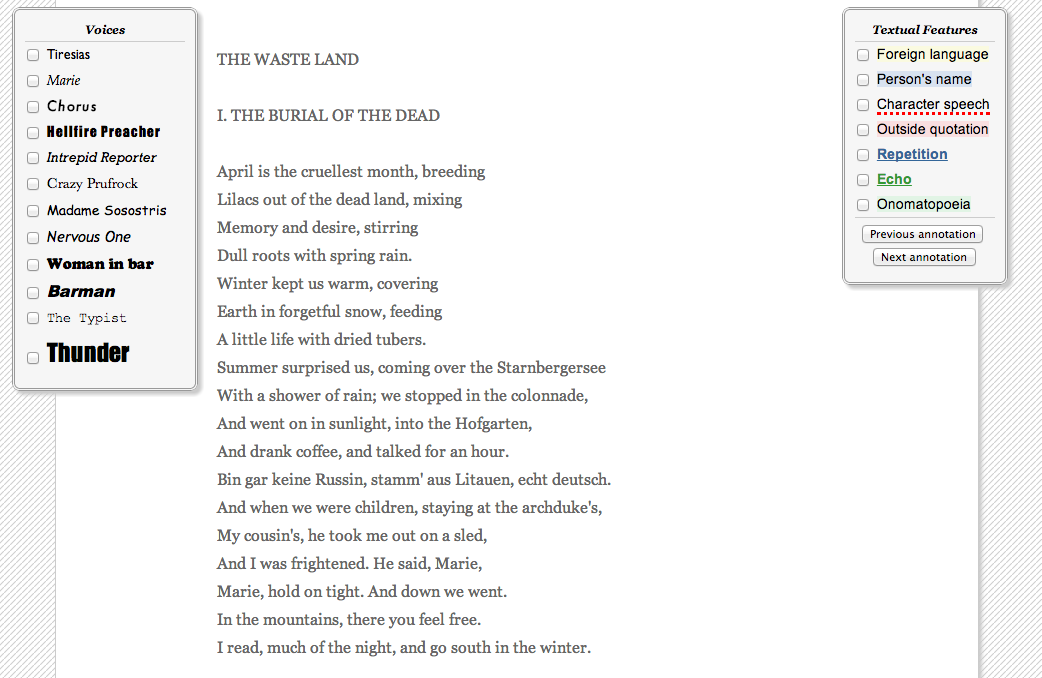 Voices
Tiresias
Marie
Chorus
Hellfire Preacher
Intrepid Reporter
Crazy Prufrock
Madame Sosostris
Nervous One
Woman in bar
Barman
The Typist
Thunder
THE WASTE LAND
I. THE BURIAL OF THE DEAD
April is the cruellest month, breeding
Lilacs out of the dead land, mixing
Memory and desire, stirring
Dull roots with spring rain.
Winter kept us warm, covering
Earth in forgetful snow, feeding
A little life with dried tubers.
Summer surprised us, coming over the Starnbergersee
With a shower of rain; we stopped in the colonnade,
And went on in sunlight, into the Hofgarten,
And drank coffee, and talked for an hour.
Bin gar keine Russin, stamm' aus Litauen, echt deutsch.
And when we were children, staying at the archduke's,
My cousin's, he took me out on a sled,
And I was frightened. He said, Marie,
Marie, hold on tight. And down we went.
In the mountains, there you feel free.
I read, much of the night, and go south in the winter.
Textual Features
Foreign language
Person's name
Character speech
Outside quotation
Repetition
Echo
Onomatopoeia
Previous annotation
Next annotation